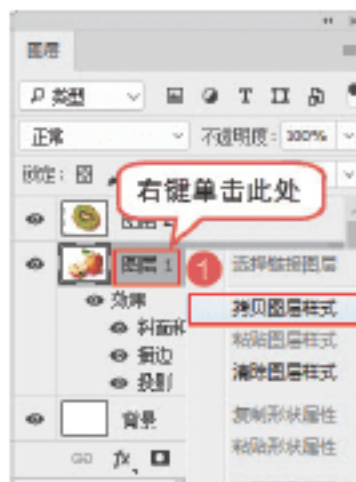 图层
类型
正常 不透明度: 100%
锁定:
右键单击此处
图层 1
1
选择链接图层
效果
拷贝图层样式
斜面和
粘贴图层样式
描边
清除图层样式
投影
背景
复制形状属性
粘贴形状属性
fx